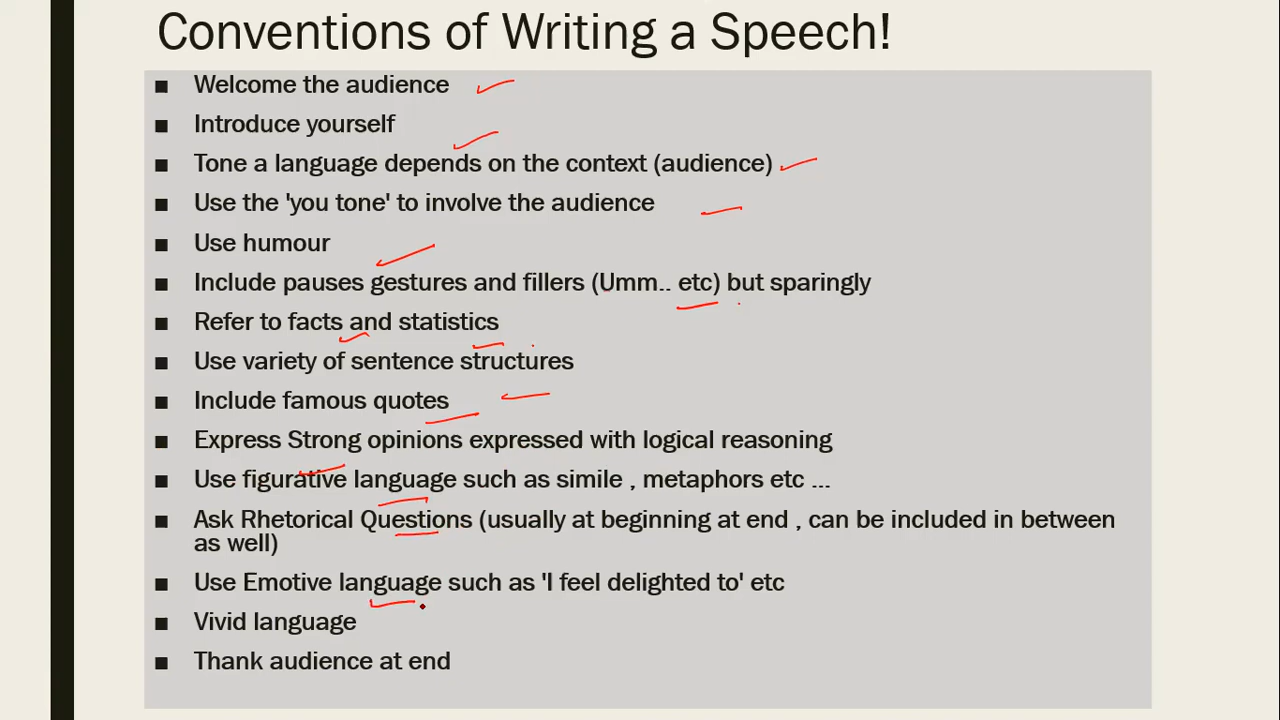 Conventions of Writing a Speech!
■ Welcome the audience
■ Introduce yourself
■ Tone a language depends on the context (audience)
■ Use the 'you tone' to involve the audience
■ Use humour
■ Include pauses gestures and fillers (Umm.. etc) but sparingly
■ Refer to facts and statistics
■ Use variety of sentence structures
■ Include famous quotes
■ Express Strong opinions expressed with logical reasoning
■ Use figurative language such as simile , metaphors etc ...
■ Ask Rhetorical Questions (usually at beginning at end , can be included in between
as well)
■ Use Emotive language such as 'I feel delighted to' etc
■ Vivid language
■ Thank audience at end